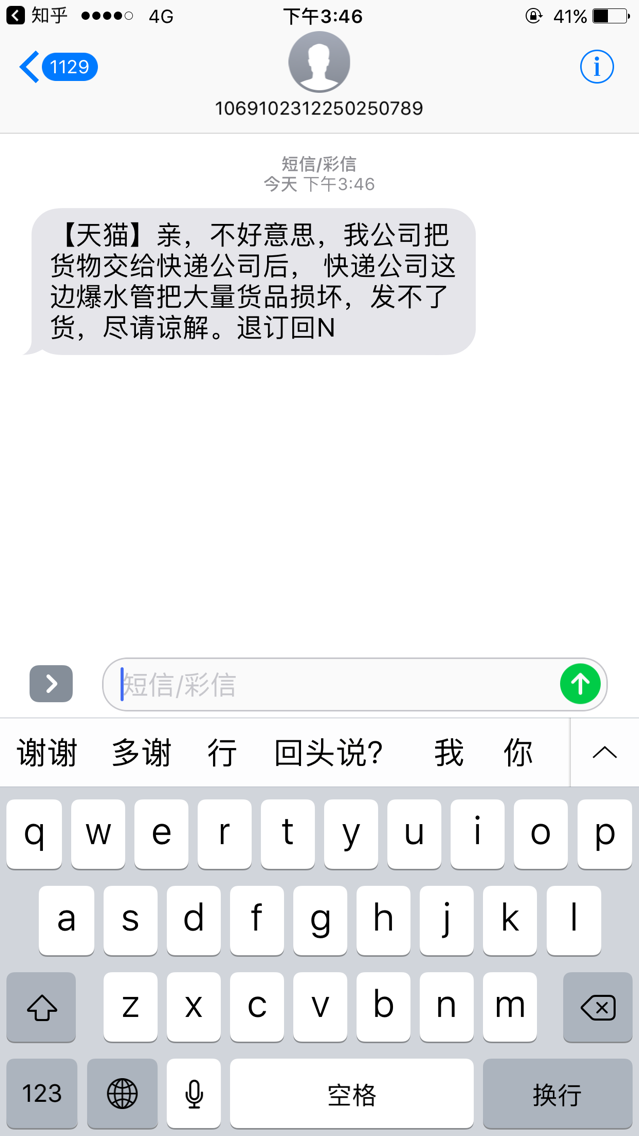 知乎 4G 下午3:46 41%
1129
1069102312250250789
短信/彩信
今天 下午3:46
【天猫】亲，不好意思，我公司把
货物交给快递公司后， 快递公司这
边爆水管把大量货品损坏，发不了
货，尽请谅解。退订回N
短信/彩信
谢谢 多谢 行 回头说? 我 你
q w e r t y u i o p
a s d f g h j k l
z x c v b n m
123 空格 换行